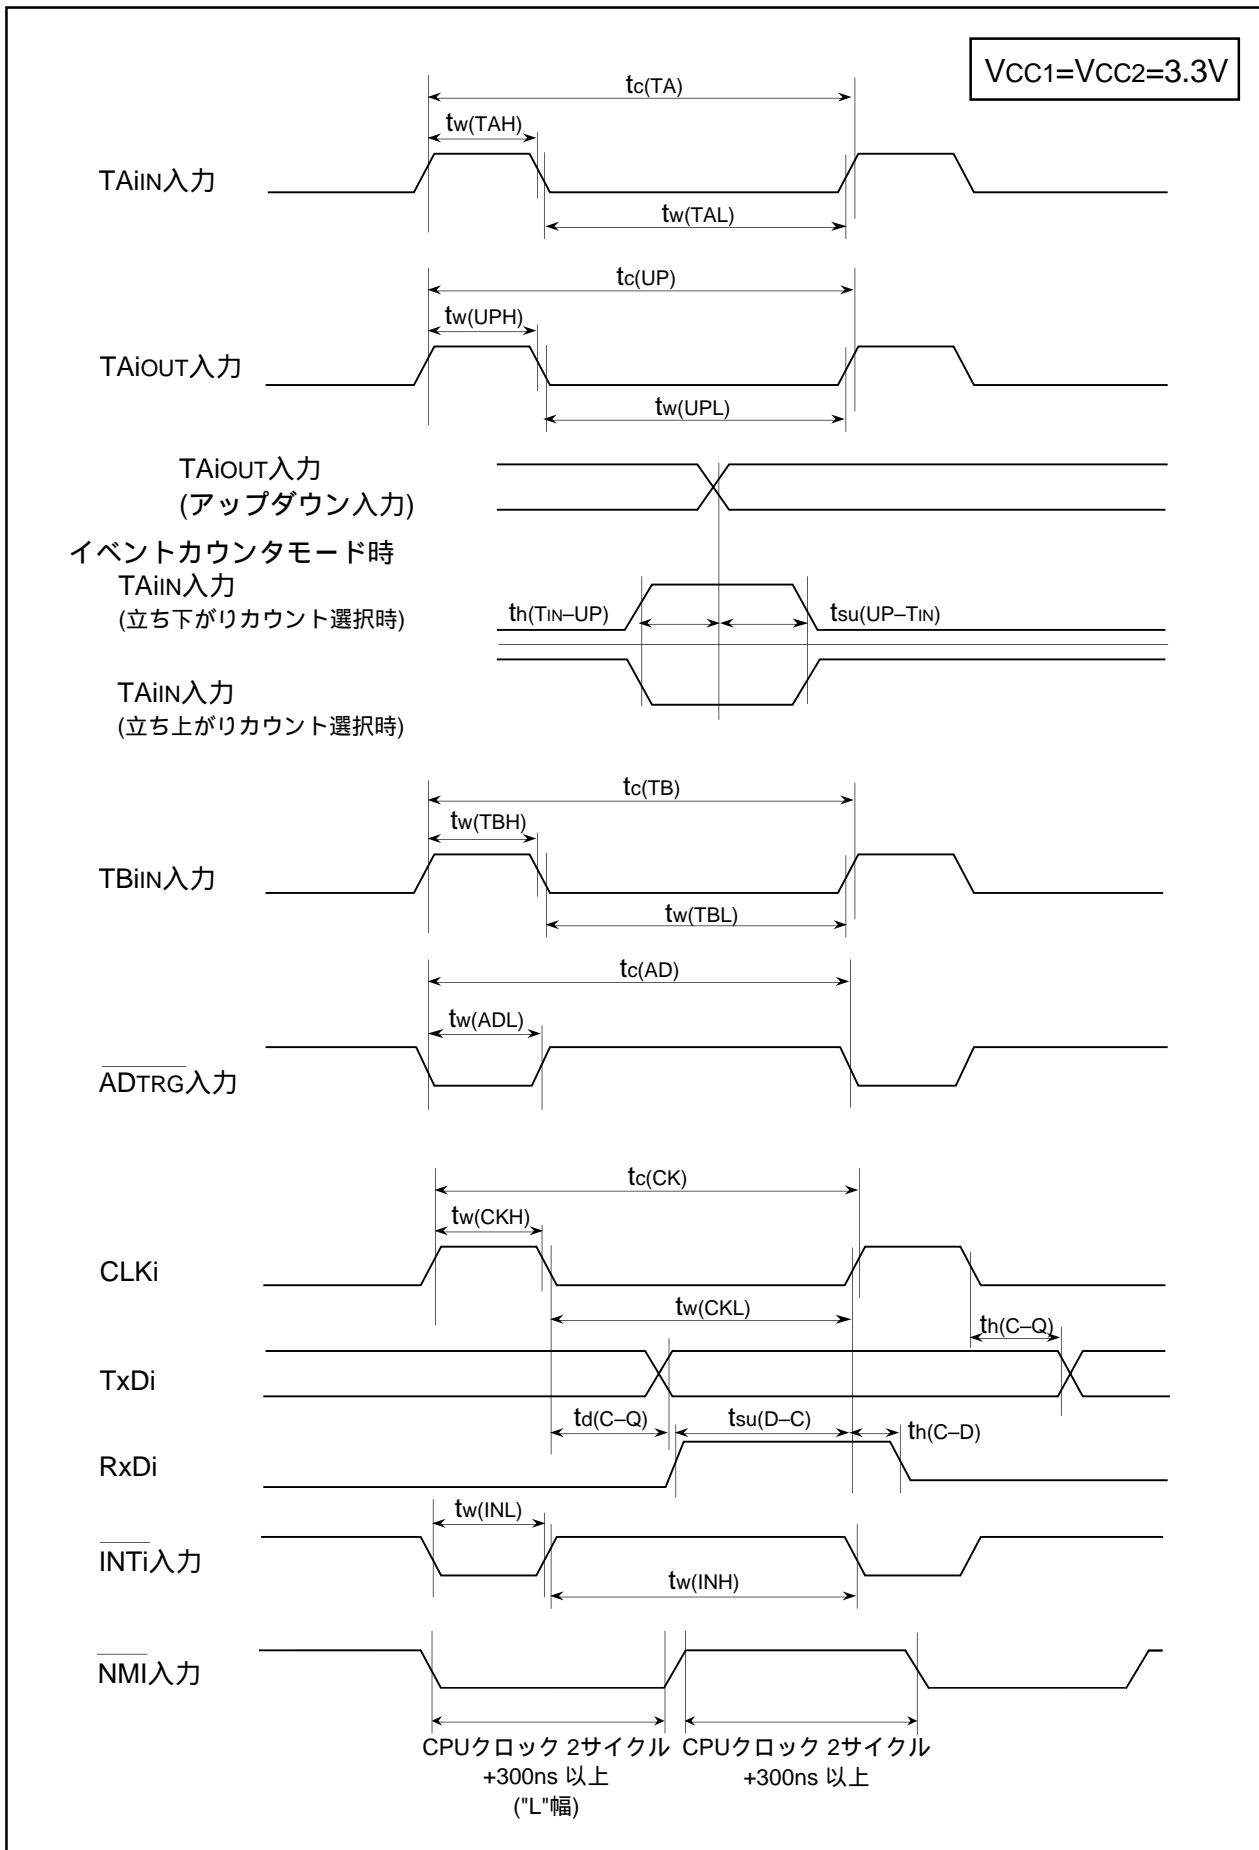 VCC1=VCC2=3.3V
tc(TA)
tw(TAH)
TAiIN入力
tw(TAL)
tc(UP)
tw(UPH)
TAiOUT入力
tw(UPL)
TAiOUT入力
(アップダウン入力)
イベントカウンタモード時
TAiIN入力
(立ち下がりカウント選択時)
th(TIN–UP)
tsu(UP–TIN)
TAiIN入力
(立ち上がりカウント選択時)
tc(TB)
tw(TBH)
TBiIN入力
tw(TBL)
tc(AD)
tw(ADL)
ADTRG入力
tc(CK)
tw(CKH)
CLKi
tw(CKL)
th(C–Q)
TxDi
td(C–Q)
tsu(D–C)
th(C–D)
RxDi
tw(INL)
INTi入力
tw(INH)
NMI入力
CPUクロック 2サイクル
+300ns 以上
("L"幅)
CPUクロック 2サイクル
+300ns 以上